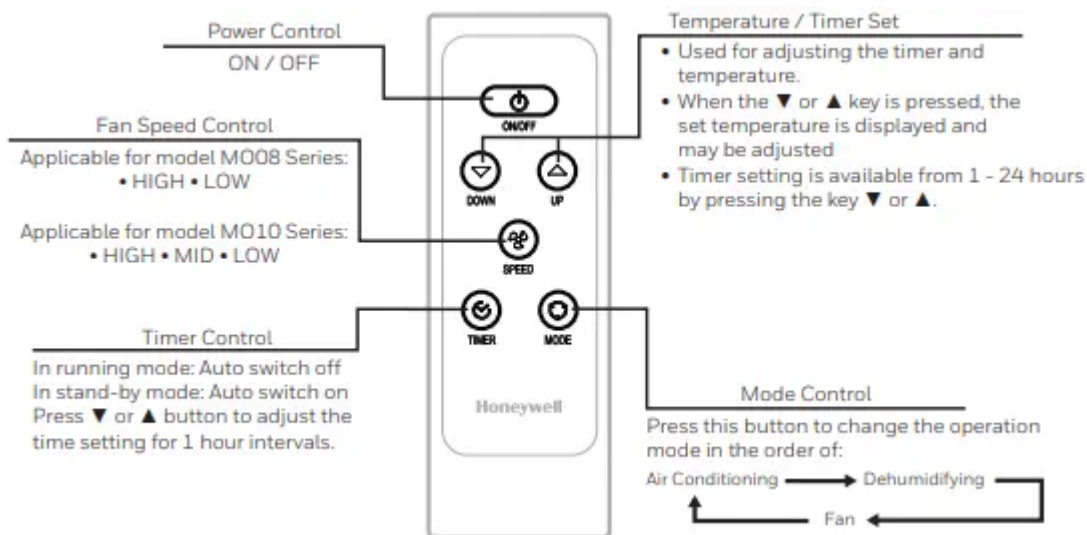 Power Control
ON / OFF
Fan Speed Control
Applicable for model MO08 Series:
• HIGH • LOW
Applicable for model MO10 Series:
• HIGH • MID • LOW
Timer Control
In running mode: Auto switch off
In stand-by mode: Auto switch on
Press ▼ or ▲ button to adjust the
time setting for 1 hour intervals.
ON/OFF
DOWN
UP
SPEED
TIMER
MODE
Honeywell
Temperature / Timer Set
• Used for adjusting the timer and
temperature.
• When the ▼ or ▲ key is pressed, the
set temperature is displayed and
may be adjusted
• Timer setting is available from 1 - 24 hours
by pressing the key ▼ or ▲.
Mode Control
Press this button to change the operation
mode in the order of:
Air Conditioning
Dehumidifying
Fan